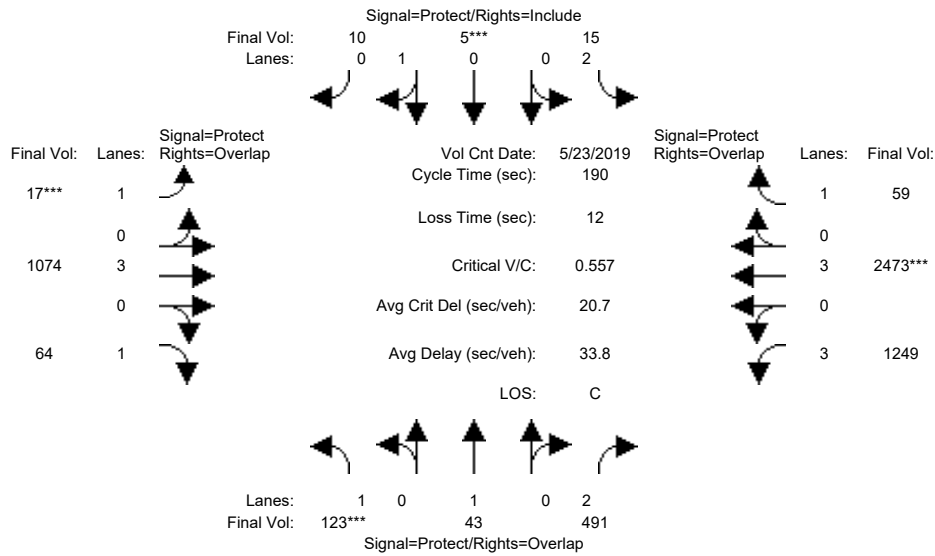 Signal=Protect/Rights=Include
Final Vol: 10 5*** 15
Lanes: 0 1 0 0 2
Signal=Protect
Final Vol: Lanes: Rights=Overlap
Vol Cnt Date: 5/23/2019
Signal=Protect
Rights=Overlap Lanes: Final Vol:
Cycle Time (sec): 190
17*** 1
1 59
Loss Time (sec): 12
0
0
1074 3
Critical V/C: 0.557
3 2473***
0
Avg Crit Del (sec/veh): 20.7
0
64 1
Avg Delay (sec/veh): 33.8
3 1249
LOS: C
Lanes: 1 0 1 0 2
Final Vol: 123*** 43 491
Signal=Protect/Rights=Overlap